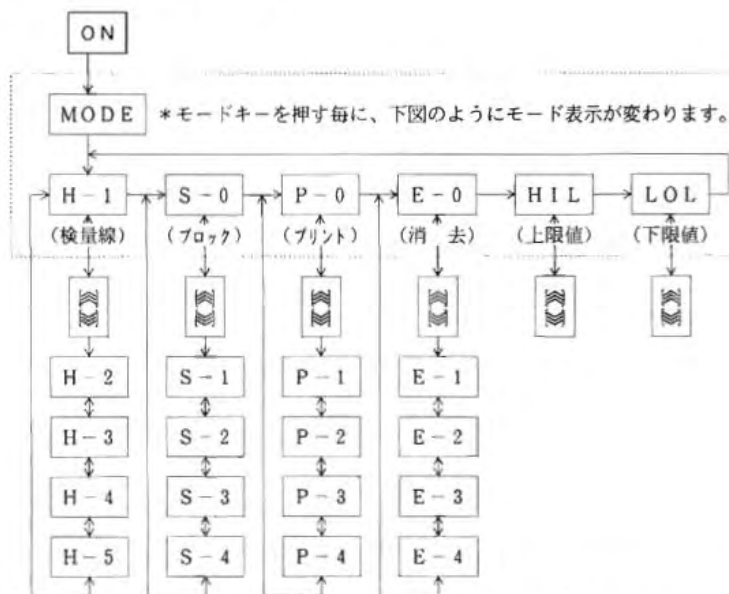 ON
MODE *モードキーを押す毎に、下図のようにモード表示が変わります。
H-1 S-0 P-0 E-0 HIL LOL
(検量線) (ブロック) (プリント) (消 去) (上限値) (下限値)
H-2 S-1 P-1 E-1
H-3 S-2 P-2 E-2
H-4 S-3 P-3 E-3
H-5 S-4 P-4 E-4